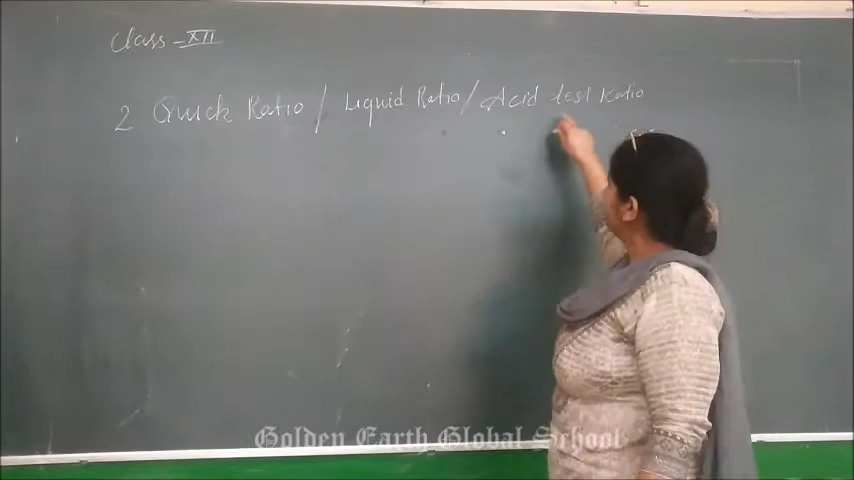 Class - XII
2 Quick Ratio / Liquid Ratio / Acid test Ratio
Golden Earth Global School